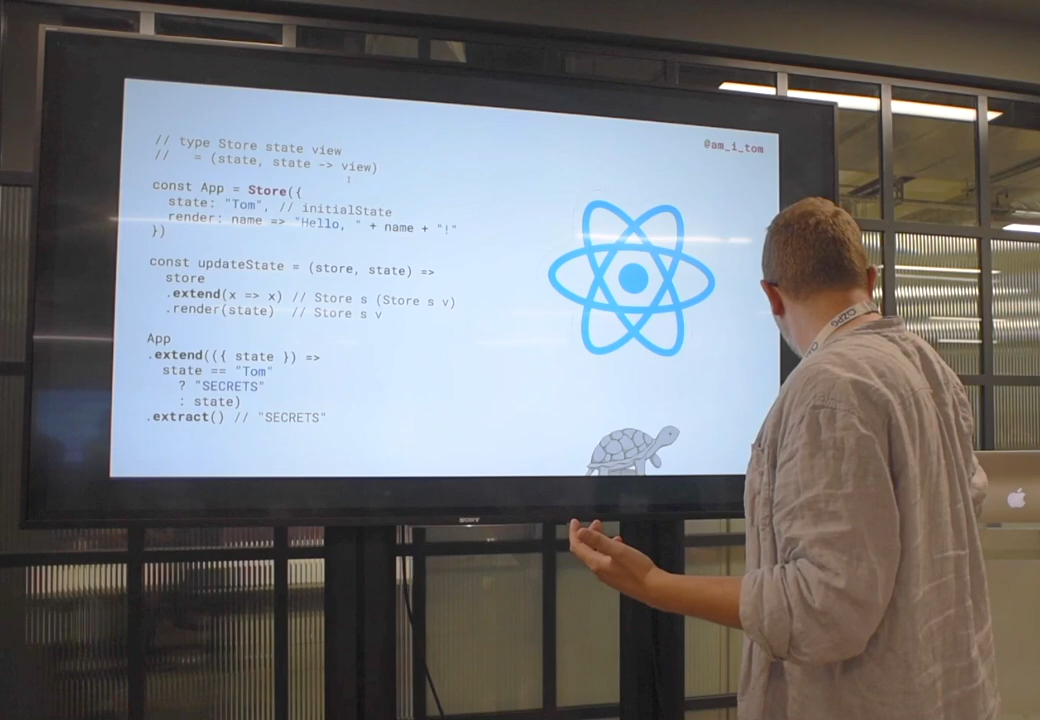 // type Store state view
//   = (state, state -> view)
@am_i_tom
const App = Store({
  state: "Tom", // initialState
  render: name => "Hello, " + name + "!"
})
const updateState = (store, state) =>
  store
  .extend(x => x) // Store s (Store s v)
  .render(state)  // Store s v
App
.extend(({ state }) =>
  state == "Tom"
    ? "SECRETS"
    : state)
.extract() // "SECRETS"
SONY